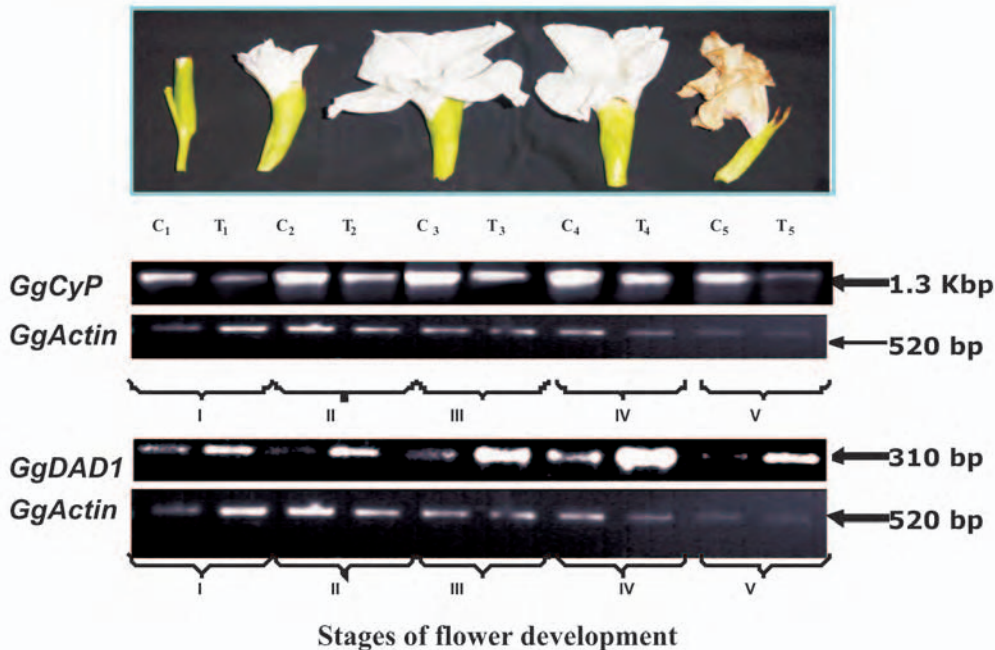 C1 T1 C2 T2 C3 T3 C4 T4 C5 T5
GgCyP 1.3 Kbp
GgActin 520 bp
I II III IV V
GgDAD1 310 bp
GgActin 520 bp
I II III IV V
Stages of flower development